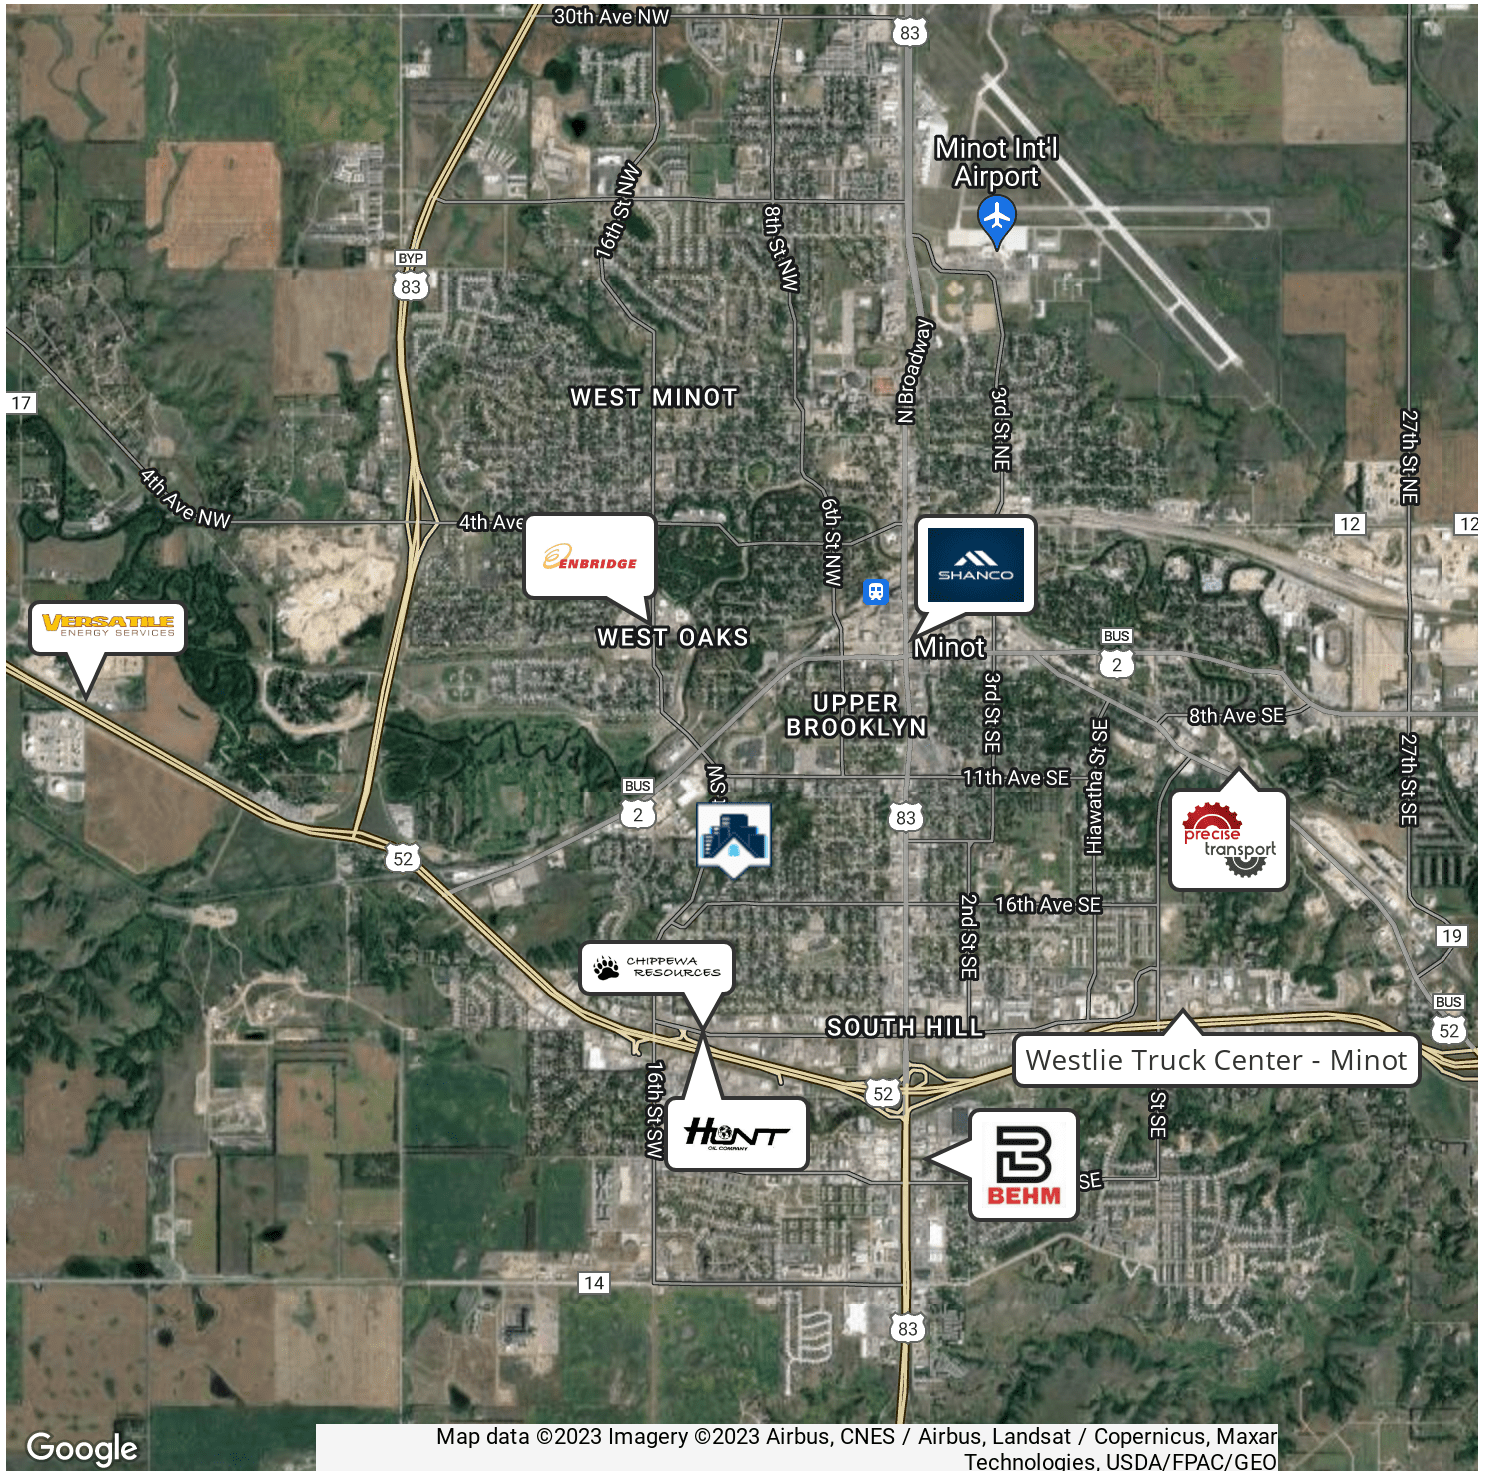 30th Ave NW
83
Minot Int'l
Airport
16th St NW
8th St NW
BYP
83
N Broadway
WEST MINOT
3rd St NE
17
27th St NE
4th Ave NW
4th Ave
6th St NW
12
12
ENBRIDGE
SHANCO
VERSATILE
ENERGY SERVICES
WEST OAKS
Minot
BUS
2
UPPER
BROOKLYN
3rd St SE
8th Ave SE
Hiawatha St SE
27th St SE
11th Ave SE
BUS
2
83
precise
transport
52
16th Ave SE
2nd St SE
19
CHIPPEWA
RESOURCES
BUS
52
SOUTH HILL
Westlie Truck Center - Minot
16th St SW
52
St SE
HUNT
OIL COMPANY
BEHM
SE
14
83
Google
Map data ©2023 Imagery ©2023 Airbus, CNES / Airbus, Landsat / Copernicus, Maxar
Technologies, USDA/FPAC/GEO